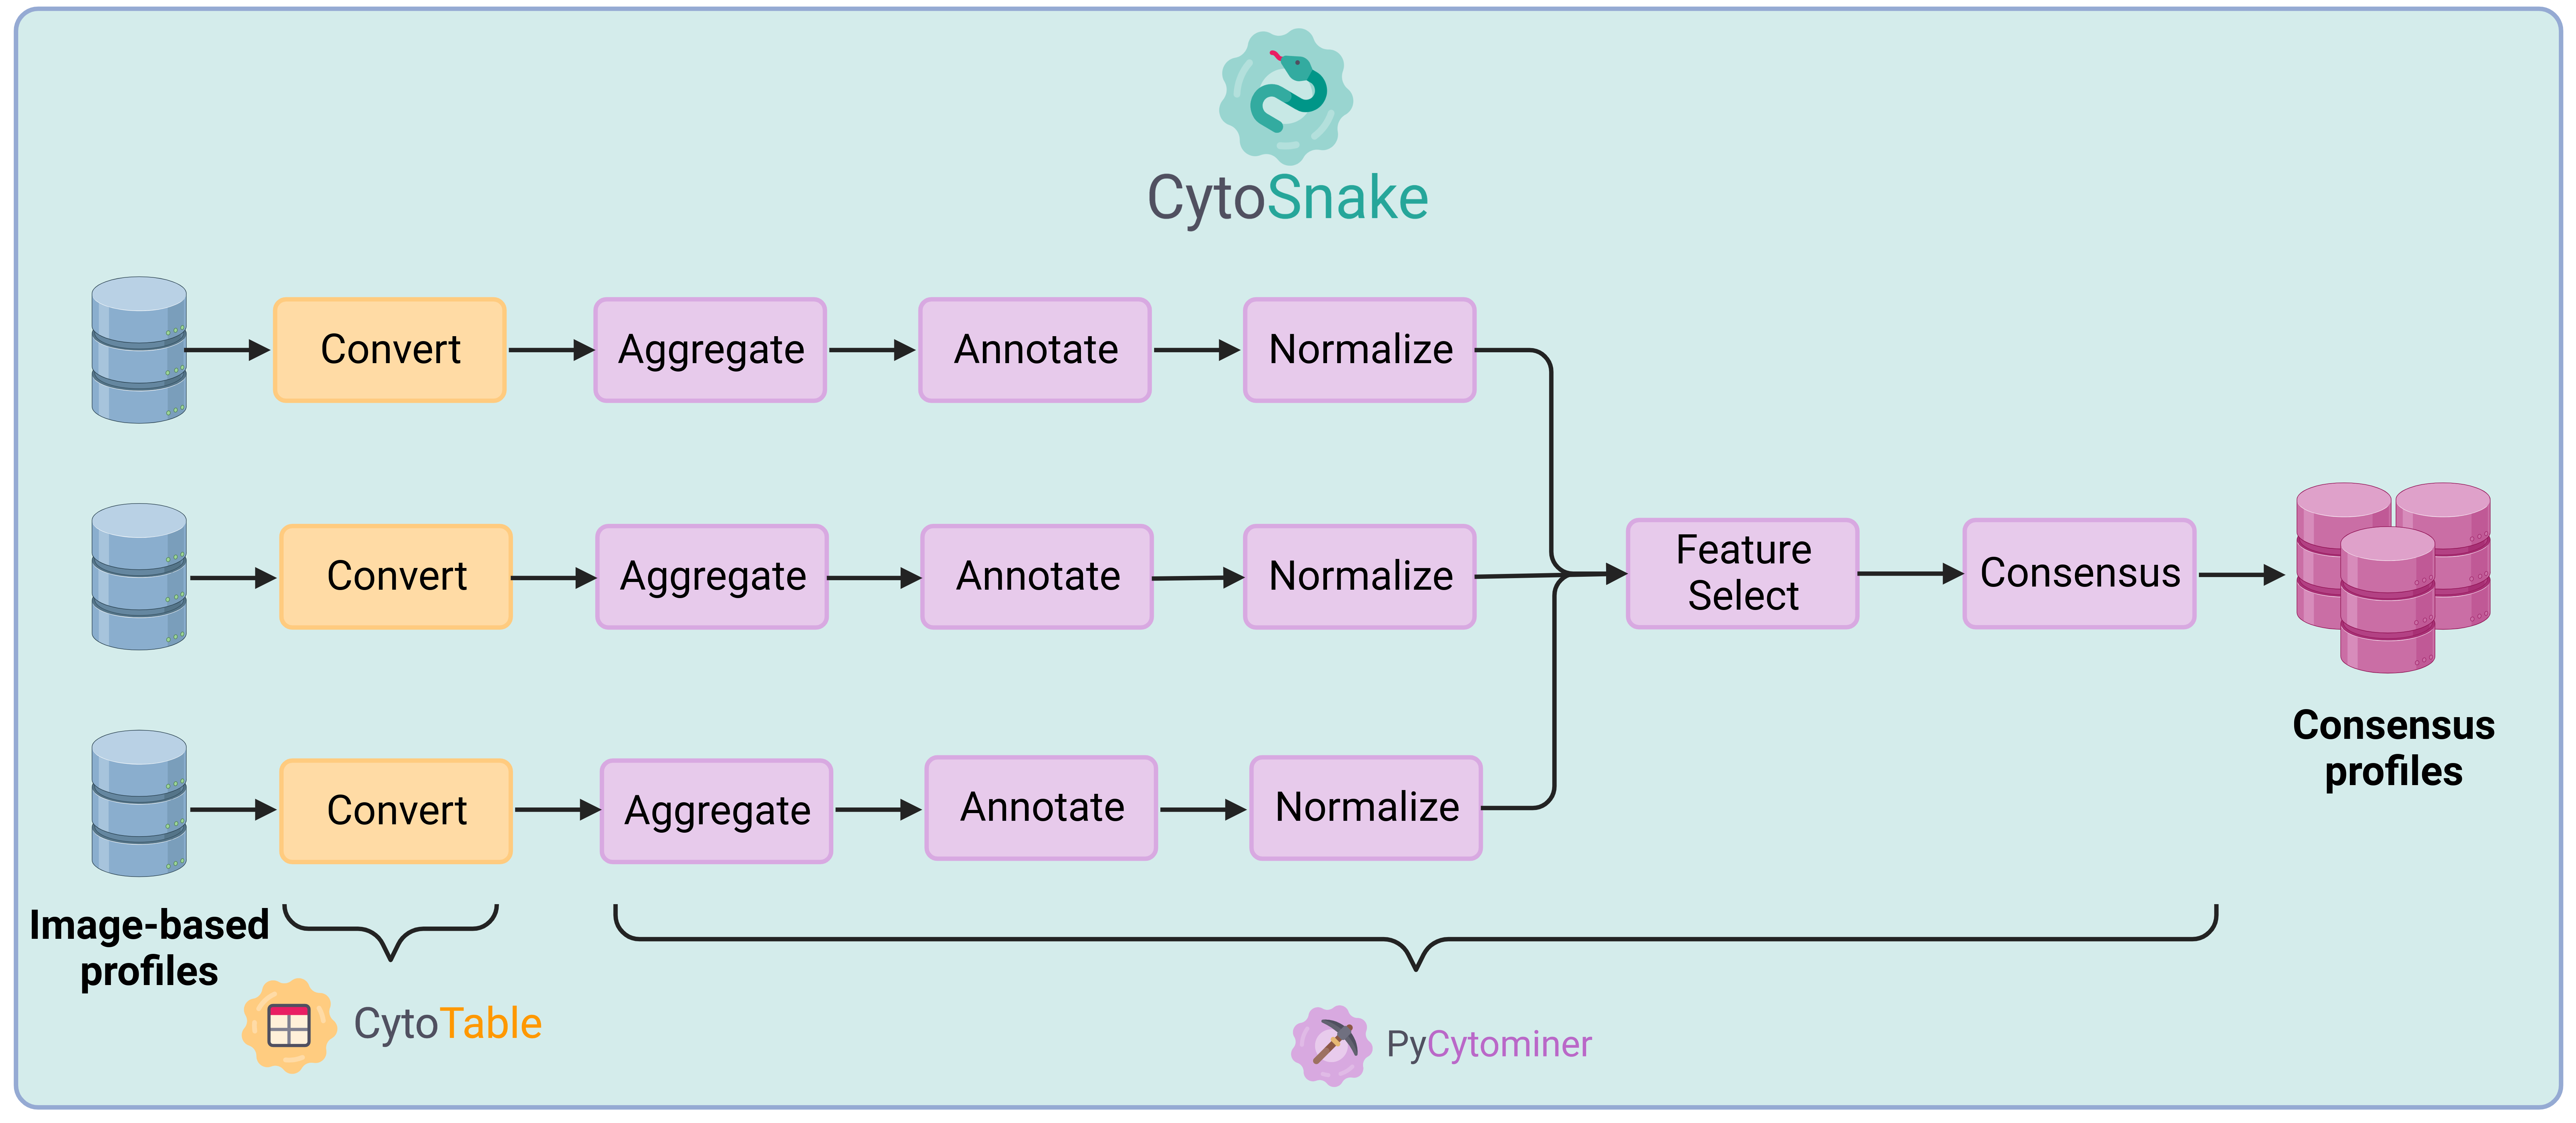 CytoSnake
Convert
Aggregate
Annotate
Normalize
Convert
Aggregate
Annotate
Normalize
Feature
Select
Consensus
Convert
Aggregate
Annotate
Normalize
Consensus
profiles
Image-based
profiles
CytoTable
PyCytominer